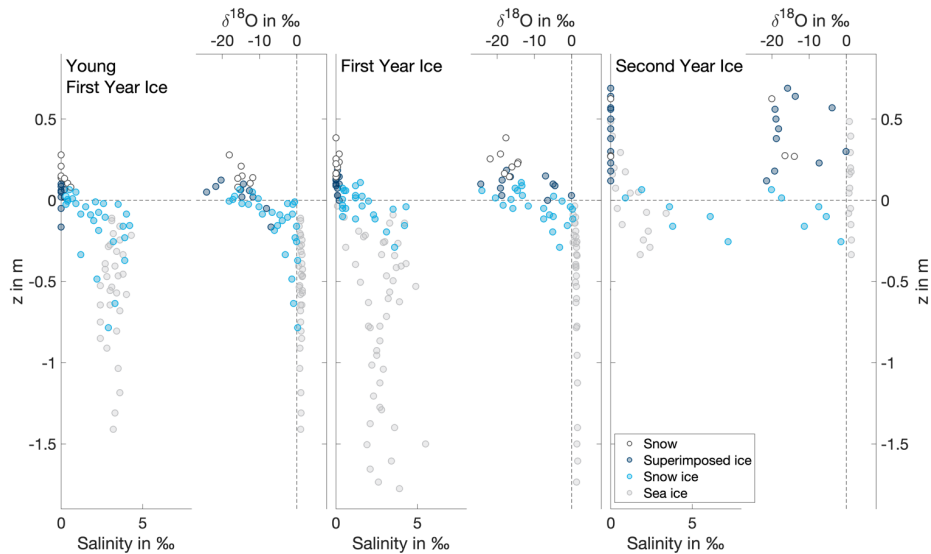 δ18O in ‰
-20 -10 0
δ18O in ‰
-20 -10 0
δ18O in ‰
-20 -10 0
Young
First Year Ice
First Year Ice
Second Year Ice
0.5
0
-0.5
-1
-1.5
z in m
0.5
0
-0.5
-1
-1.5
z in m
Snow
Superimposed ice
Snow ice
Sea ice
0 5
Salinity in ‰
0 5
Salinity in ‰
0 5
Salinity in ‰